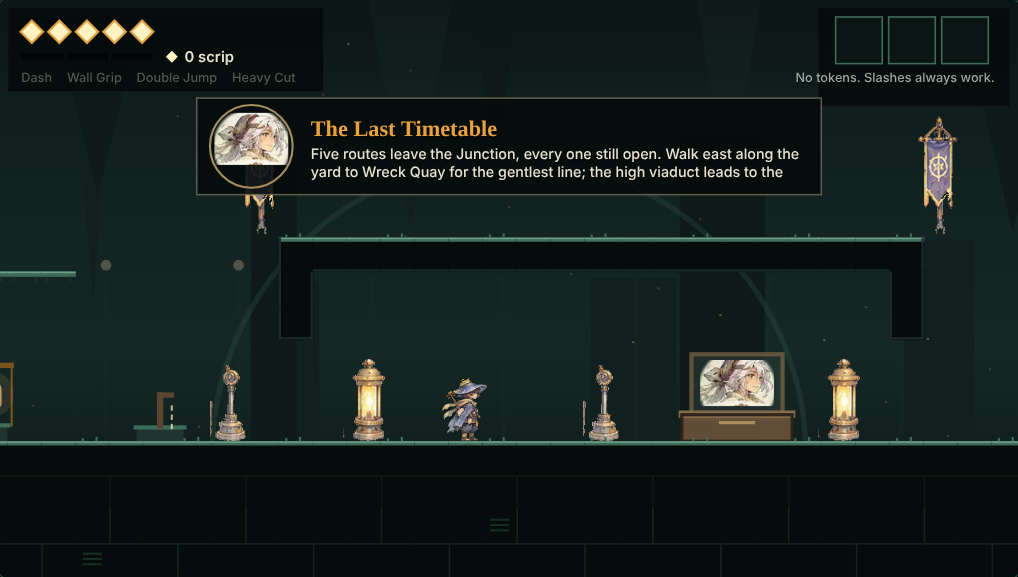 0 scrip
Dash Wall Grip Double Jump Heavy Cut
No tokens. Slashes always work.
The Last Timetable
Five routes leave the Junction, every one still open. Walk east along the
yard to Wreck Quay for the gentlest line; the high viaduct leads to the